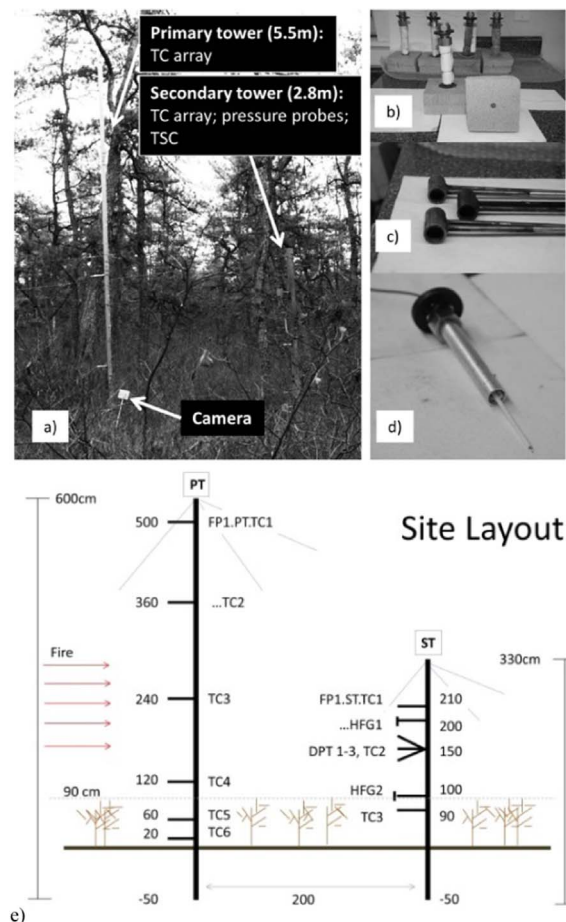 Primary tower (5.5m):
TC array
Secondary tower (2.8m):
TC array; pressure probes;
TSC
Camera
a)
b)
c)
d)
600cm
PT
500
FP1.PT.TC1
Site Layout
360
...TC2
Fire
ST
330cm
240
TC3
FP1.ST.TC1
210
...HFG1
200
DPT 1-3, TC2
150
120
TC4
90 cm
HFG2
100
60
TC5
TC3
90
20
TC6
-50
200
-50
e)